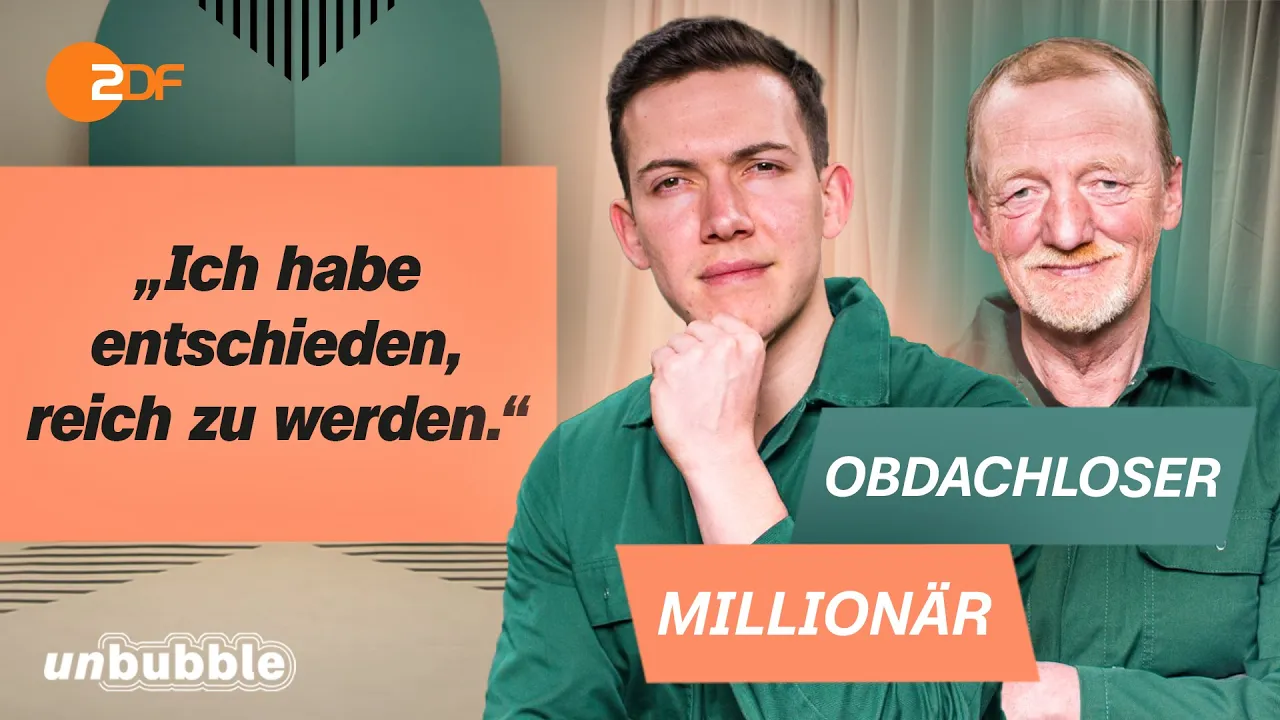 2DF
„Ich habe
entschieden,
reich zu werden.“
OBDACHLOSER
MILLIONÄR
unbubble